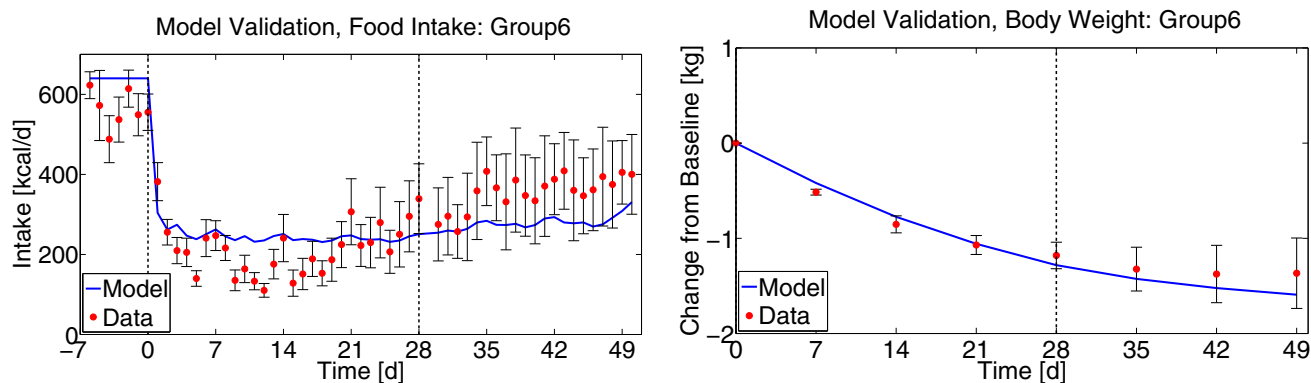 Model Validation, Food Intake: Group6
Intake [kcal/d]
600
400
200
0
Model
Data
−7 0 7 14 21 28 35 42 49
Time [d]
Model Validation, Body Weight: Group6
Change from Baseline [kg]
1
0
−1
−2
Model
Data
0 7 14 21 28 35 42 49
Time [d]